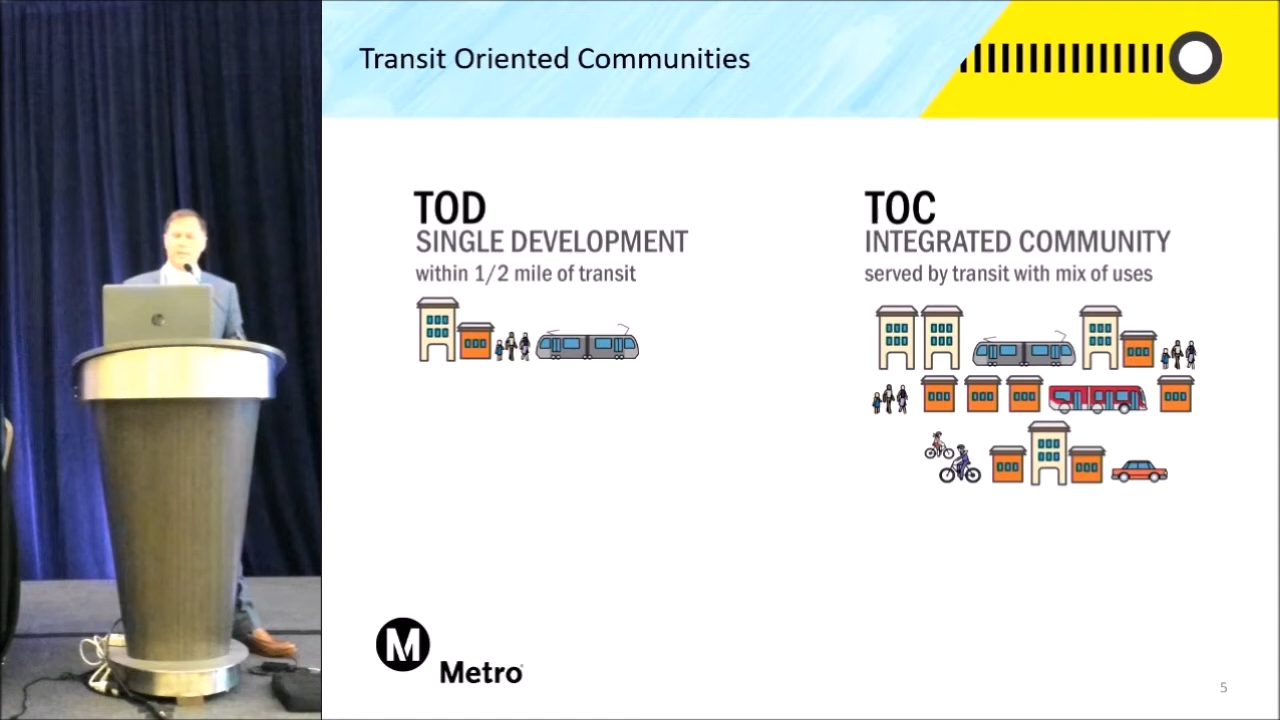 Transit Oriented Communities
TOD
SINGLE DEVELOPMENT
within 1/2 mile of transit
TOC
INTEGRATED COMMUNITY
served by transit with mix of uses
M
Metro
5